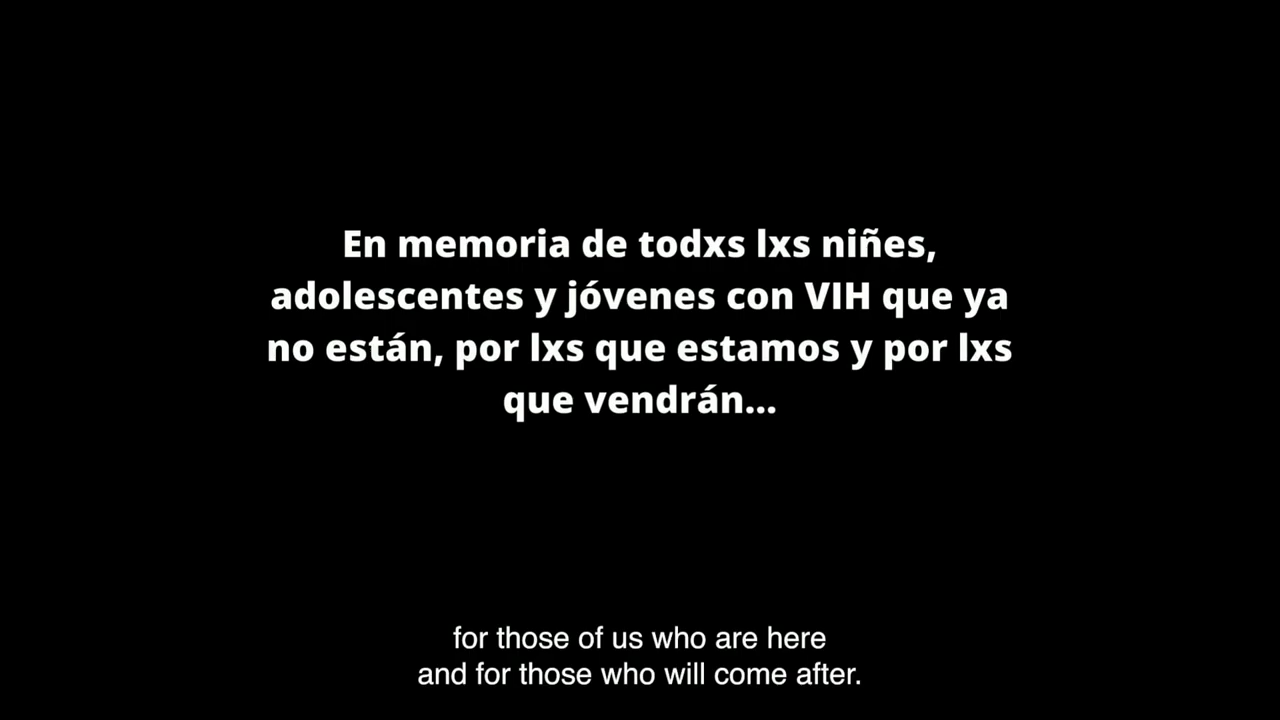 En memoria de todxs lxs niñes,
adolescentes y jóvenes con VIH que ya
no están, por lxs que estamos y por lxs
que vendrán...
for those of us who are here
and for those who will come after.